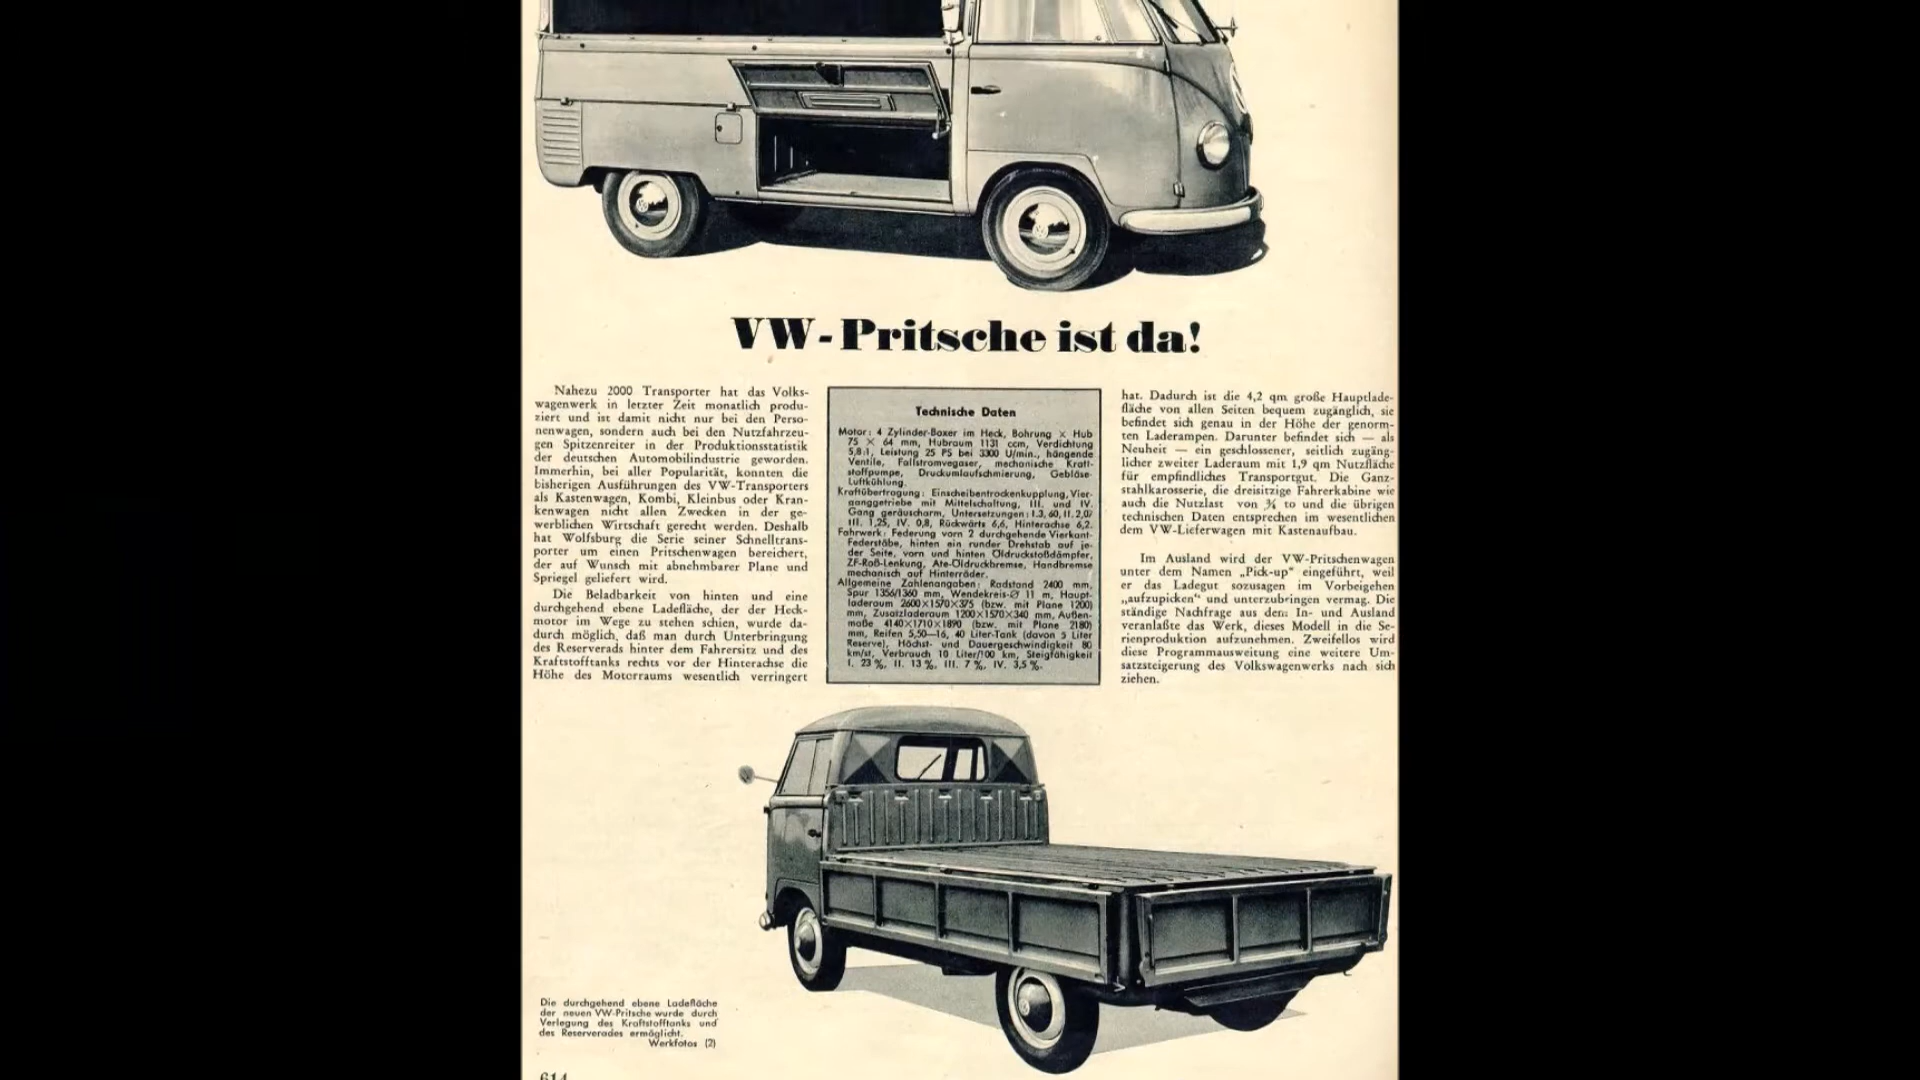 VW-Pritsche ist da!
Nahezu 2000 Transporter hat das Volks-
wagenwerk in letzter Zeit monatlich produ-
ziert und ist damit nicht nur bei den Perso-
nenwagen, sondern auch bei den Nutzfahrzeu-
gen Spitzenreiter in der Produktionsstatistik
der deutschen Automobilindustrie geworden.
Immerhin, bei aller Popularität, konnten die
bisherigen Ausführungen des VW-Transporters
als Kastenwagen, Kombi, Kleinbus oder Kran-
kenwagen nicht allen Zwecken in der ge-
werblichen Wirtschaft gerecht werden. Deshalb
hat Wolfsburg die Serie seiner Schnelltrans-
porter um einen Pritschenwagen bereichert,
der auf Wunsch mit abnehmbarer Plane und
Spriegel geliefert wird.
Die Beladbarkeit von hinten und eine
durchgehend ebene Ladefläche, der der Heck-
motor im Wege zu stehen schien, wurde da-
durch möglich, daß man durch Unterbringung
des Reserverads hinter dem Fahrersitz und des
Kraftstofftanks rechts vor der Hinterachse die
Höhe des Motorraums wesentlich verringert
Technische Daten
Motor: 4 Zylinder-Boxer im Heck, Bohrung × Hub
75 × 64 mm, Hubraum 1131 ccm, Verdichtung
5,8:1, Leistung 25 PS bei 3300 U/min., hängende
Ventile, Fallstromvegaser, mechanische Kraft-
stoffpumpe, Druckumlaufschmierung, Gebläse-
Luftkühlung.
Kraftübertragung: Einscheibentrockenkupplung, Vier-
ganggetriebe mit Mittelschaltung, III. und IV.
Gang geräuscharm, Untersetzungen: I. 3,60, II. 2,07
III. 1,25, IV. 0,8, Rückwärts 6,6, Hinterachse 6,2.
Fahrwerk: Federung vorn 2 durchgehende Vierkant-
Federstäbe, hinten ein runder Drehstab auf je-
der Seite, vorn und hinten Öldruckstoßdämpfer,
ZF-Roß-Lenkung, Ate-Öldruckbremse, Handbremse
mechanisch auf Hinterräder.
Allgemeine Zahlenangaben: Radstand 2400 mm,
Spur 1356/1360 mm, Wendekreis-Ø 11 m, Haupt-
laderaum 2600×1570×375 (bzw. mit Plane 1200)
mm, Zusatzladeraum 1200×1570×340 mm, Außen-
maße 4140×1710×1890 (bzw. mit Plane 2180)
mm, Reifen 5,50—16, 40 Liter-Tank (davon 5 Liter
Reserve), Höchst- und Dauergeschwindigkeit 80
km/st, Verbrauch 10 Liter/100 km, Steigfähigkeit
I. 23 %, II. 13 %, III. 7 %, IV. 3,5 %.
hat. Dadurch ist die 4,2 qm große Hauptlade-
fläche von allen Seiten bequem zugänglich, sie
befindet sich genau in der Höhe der genorm-
ten Laderampen. Darunter befindet sich — als
Neuheit — ein geschlossener, seitlich zugäng-
licher zweiter Laderaum mit 1,9 qm Nutzfläche
für empfindliches Transportgut. Die Ganz-
stahlkarosserie, die dreisitzige Fahrerkabine wie
auch die Nutzlast von ¾ to und die übrigen
technischen Daten entsprechen im wesentlichen
dem VW-Lieferwagen mit Kastenaufbau.
Im Ausland wird der VW-Pritschenwagen
unter dem Namen „Pick-up“ eingeführt, weil
er das Ladegut sozusagen im Vorbeigehen
„aufzupicken“ und unterzubringen vermag. Die
ständige Nachfrage aus dem In- und Ausland
veranlaßte das Werk, dieses Modell in die Se-
rienproduktion aufzunehmen. Zweifellos wird
diese Programmausweitung eine weitere Um-
satzsteigerung des Volkswagenwerks nach sich
ziehen.
Die durchgehend ebene Ladefläche
der neuen VW-Pritsche wurde durch
Verlegung des Kraftstofftanks und
des Reserverades ermöglicht.
Werkfotos (2)
614